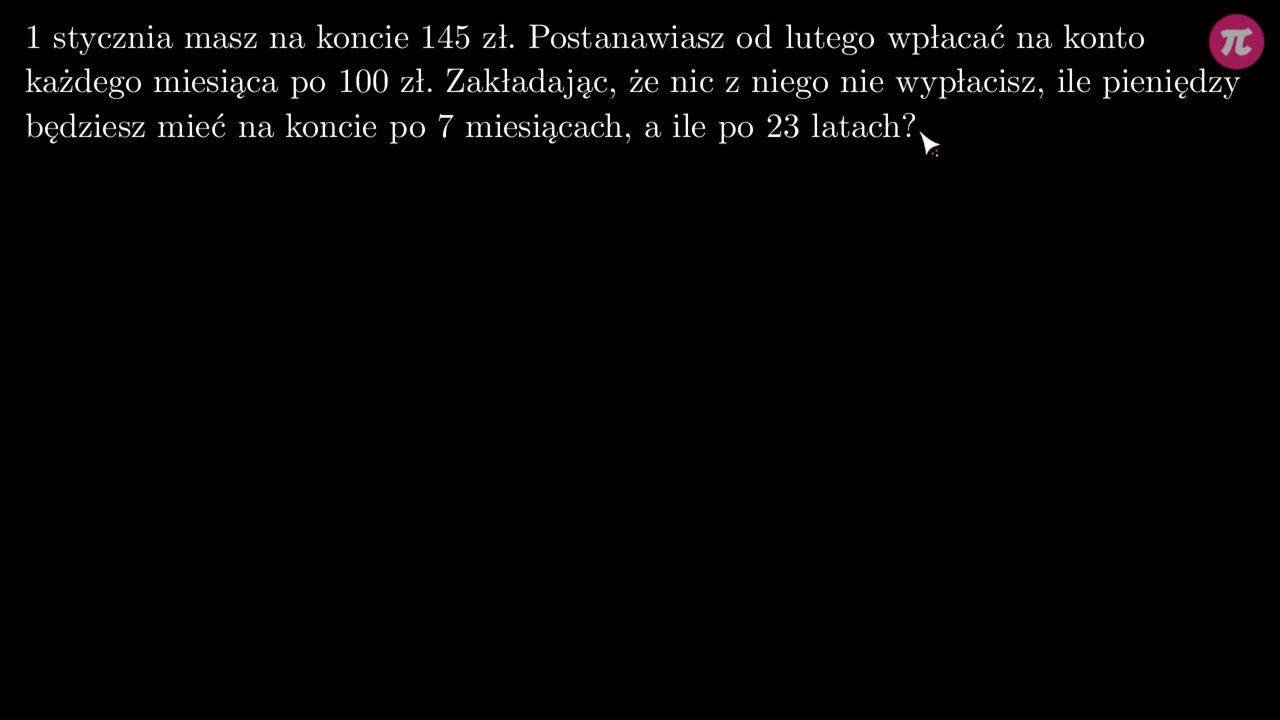 1 stycznia masz na koncie 145 zł. Postanawiasz od lutego wpłacać na konto
każdego miesiąca po 100 zł. Zakładając, że nic z niego nie wypłacisz, ile pieniędzy
będziesz mieć na koncie po 7 miesiącach, a ile po 23 latach?
π